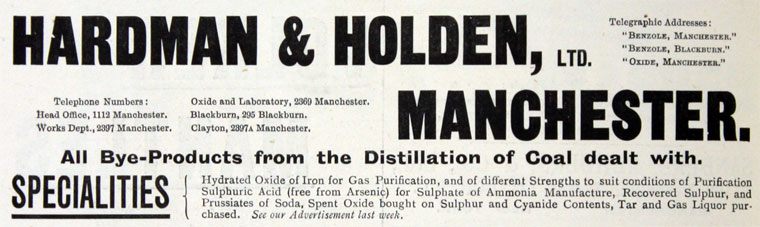 HARDMAN & HOLDEN, LTD.
Telegraphic Addresses:
"BENZOLE, MANCHESTER."
"BENZOLE, BLACKBURN."
"OXIDE, MANCHESTER."
Telephone Numbers:
Head Office, 1112 Manchester.
Works Dept., 2397 Manchester.
Oxide and Laboratory, 2369 Manchester.
Blackburn, 295 Blackburn.
Clayton, 2397A Manchester.
MANCHESTER.
All Bye-Products from the Distillation of Coal dealt with.
SPECIALITIES
Hydrated Oxide of Iron for Gas Purification, and of different Strengths to suit conditions of Purification
Sulphuric Acid (free from Arsenic) for Sulphate of Ammonia Manufacture, Recovered Sulphur, and
Prussiates of Soda, Spent Oxide bought on Sulphur and Cyanide Contents, Tar and Gas Liquor pur-
chased. See our Advertisement last week.